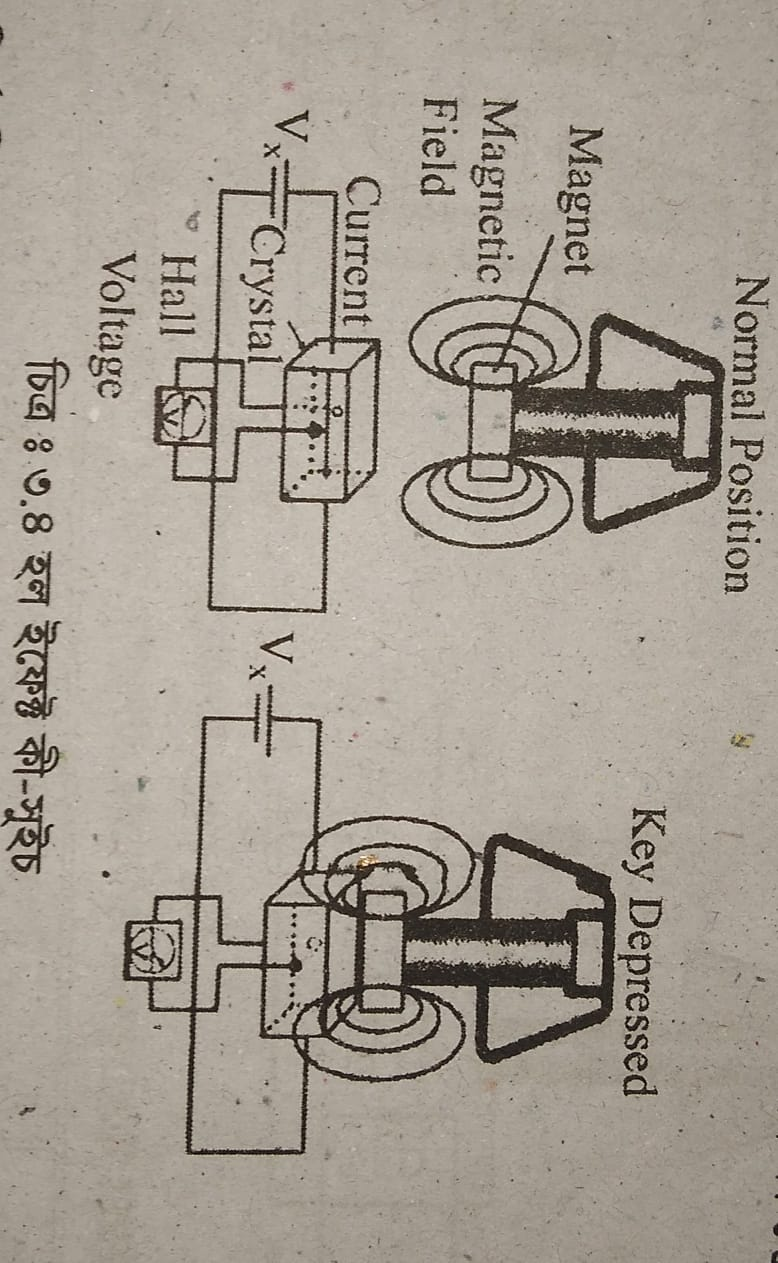 Normal Position
Magnet
Magnetic
Field
Current
Vx
Crystal
Hall
Voltage
V
Key Depressed
Vx
V
চিত্র ঃ ৩.৪ হল ইফেক্ট কী-সুইচ